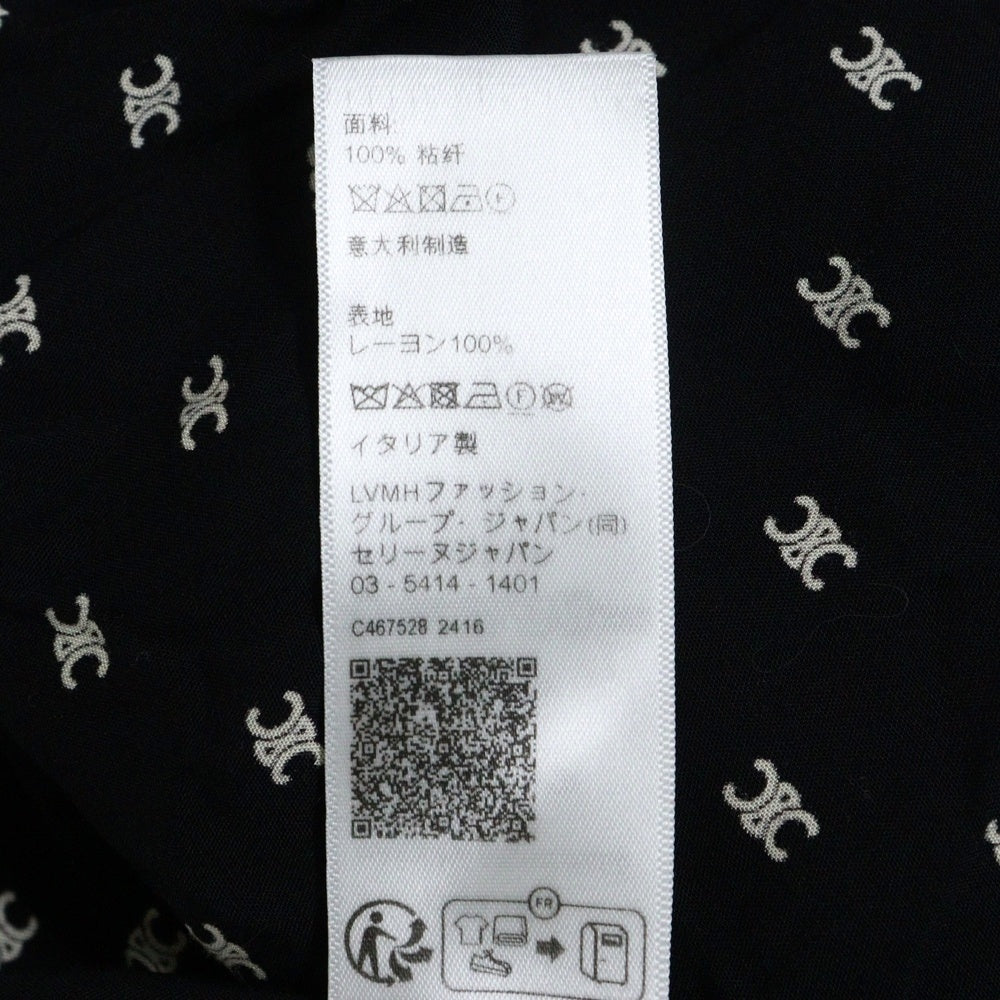 面料:
100% 粘纤
F
意大利制造
表地
レーヨン100%
F W
イタリア製
LVMHファッション・
グループ・ジャパン(同)
セリーヌジャパン
03 - 5414 - 1401
C467528 2416
FR